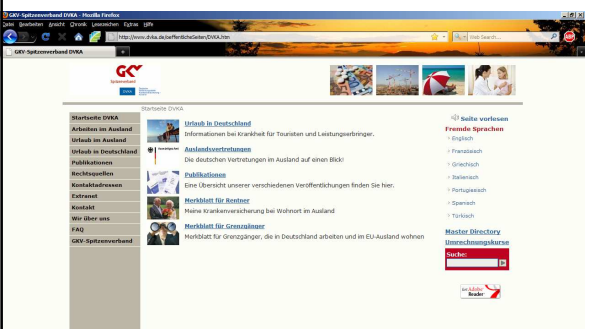 GKV-Spitzenverband DVKA - Mozilla Firefox
Datei Bearbeiten Ansicht Chronik Lesezeichen Extras Hilfe
http://www.dvka.de/oeffentlicheSeiten/DVKA.htm
Web Search...
GKV-Spitzenverband DVKA
GKV
Spitzenverband
DVKA
Startseite DVKA
Startseite DVKA
Arbeiten im Ausland
Urlaub im Ausland
Urlaub in Deutschland
Publikationen
Rechtsquellen
Kontaktadressen
Extranet
Kontakt
Wir über uns
FAQ
GKV-Spitzenverband
Urlaub in Deutschland
Informationen bei Krankheit für Touristen und Leistungserbringer.
Auslandsvertretungen
Die deutschen Vertretungen im Ausland auf einen Blick!
Publikationen
Eine Übersicht unserer verschiedenen Veröffentlichungen finden Sie hier.
Merkblatt für Rentner
Meine Krankenversicherung bei Wohnort im Ausland
Merkblatt für Grenzgänger
Merkblatt für Grenzgänger, die in Deutschland arbeiten und im EU-Ausland wohnen
Seite vorlesen
Fremde Sprachen
Englisch
Französisch
Griechisch
Italienisch
Portugiesisch
Spanisch
Türkisch
Master Directory
Umrechnungskurse
Suche:
Get Adobe Reader